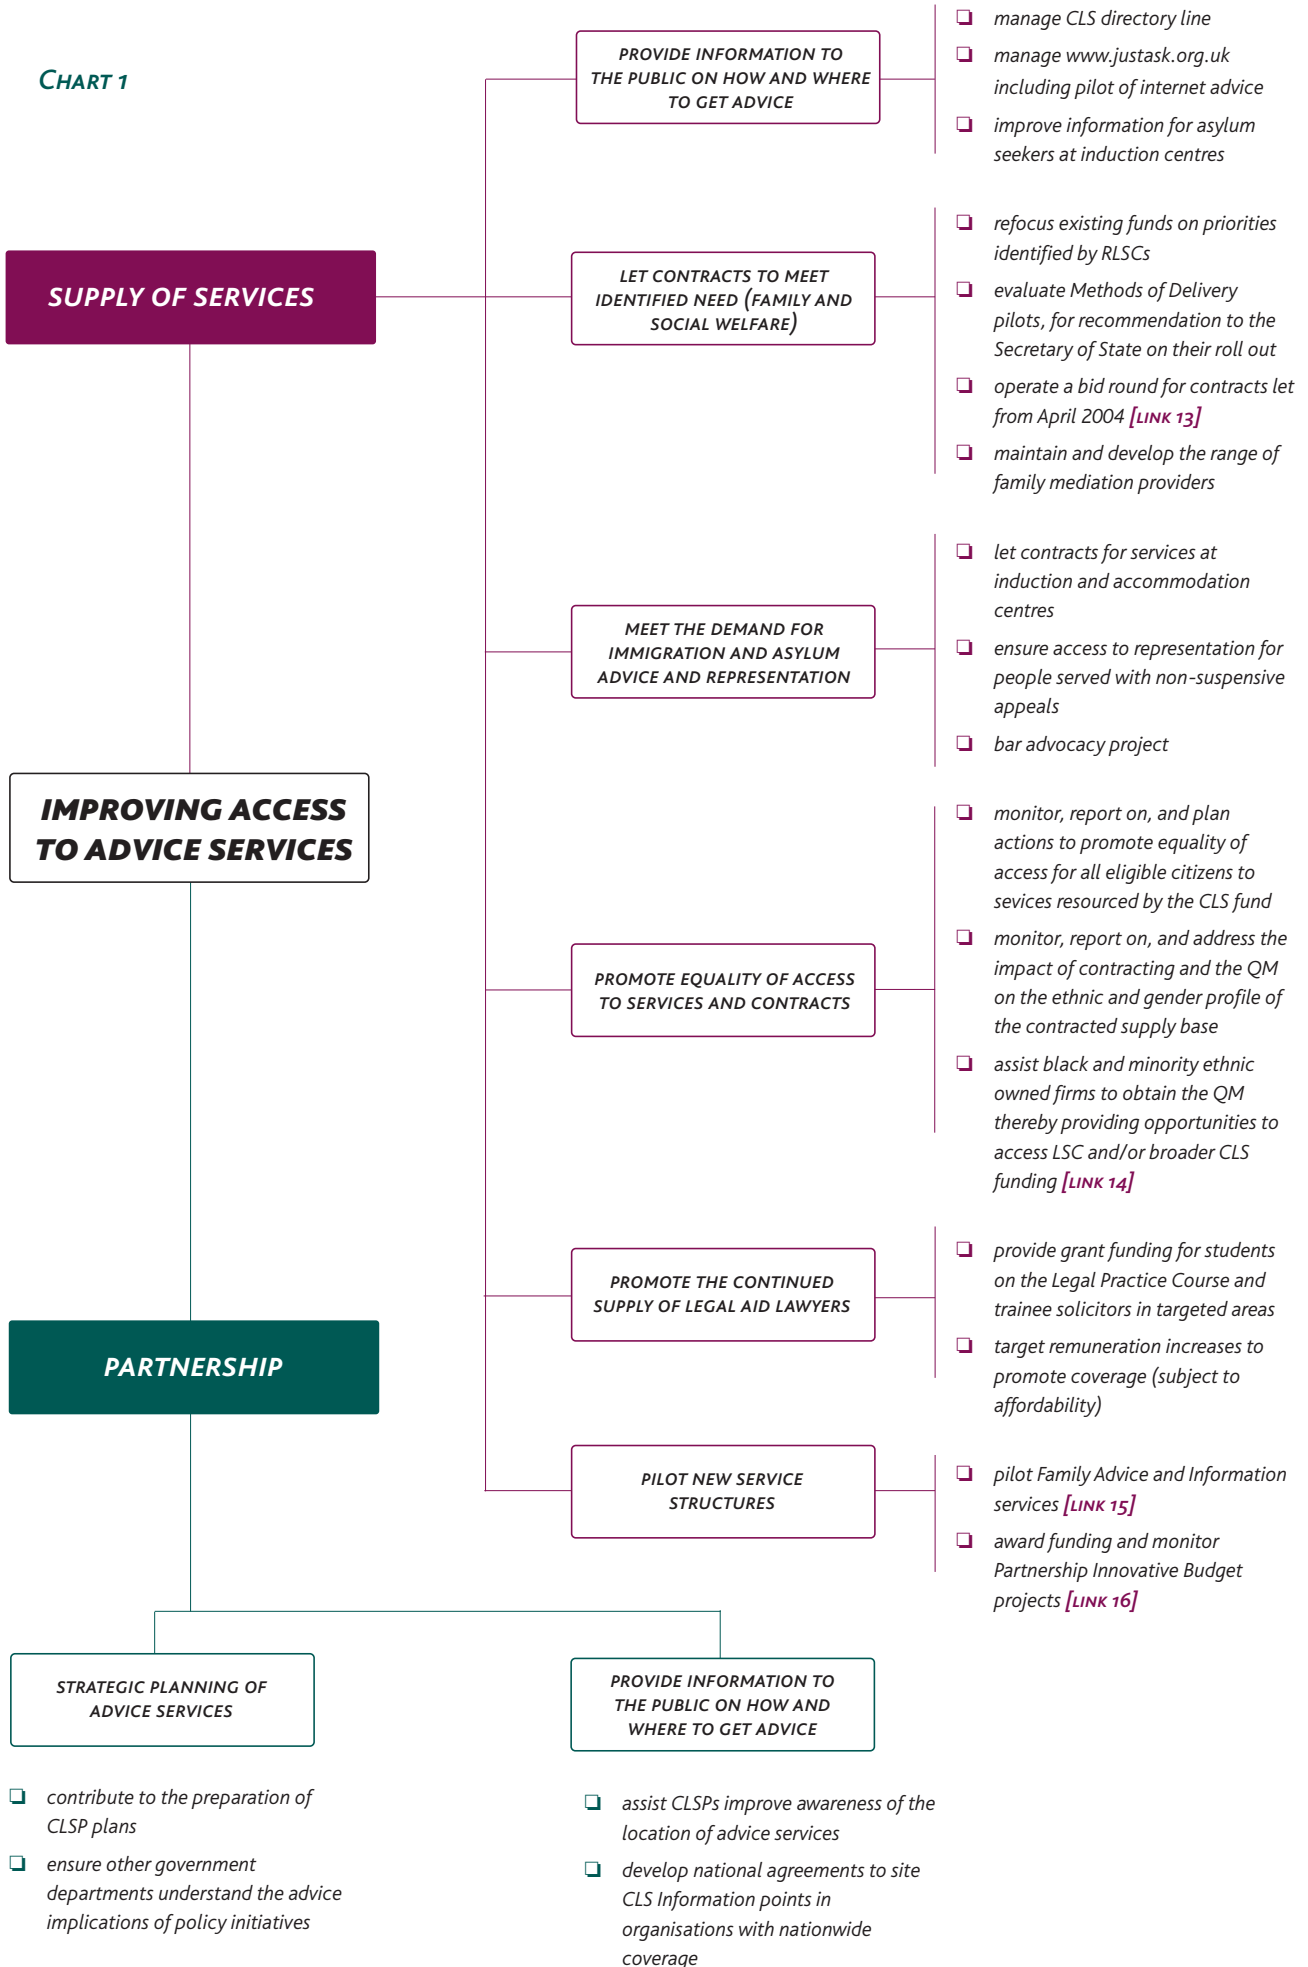 CHART 1
PROVIDE INFORMATION TO
THE PUBLIC ON HOW AND WHERE
TO GET ADVICE
❏ manage CLS directory line
❏ manage www.justask.org.uk
including pilot of internet advice
❏ improve information for asylum
seekers at induction centres
SUPPLY OF SERVICES
LET CONTRACTS TO MEET
IDENTIFIED NEED (FAMILY AND
SOCIAL WELFARE)
❏ refocus existing funds on priorities
identified by RLSCs
❏ evaluate Methods of Delivery
pilots, for recommendation to the
Secretary of State on their roll out
❏ operate a bid round for contracts let
from April 2004 [LINK 13]
❏ maintain and develop the range of
family mediation providers
MEET THE DEMAND FOR
IMMIGRATION AND ASYLUM
ADVICE AND REPRESENTATION
❏ let contracts for services at
induction and accommodation
centres
❏ ensure access to representation for
people served with non-suspensive
appeals
❏ bar advocacy project
IMPROVING ACCESS
TO ADVICE SERVICES
PROMOTE EQUALITY OF ACCESS
TO SERVICES AND CONTRACTS
❏ monitor, report on, and plan
actions to promote equality of
access for all eligible citizens to
sevices resourced by the CLS fund
❏ monitor, report on, and address the
impact of contracting and the QM
on the ethnic and gender profile of
the contracted supply base
❏ assist black and minority ethnic
owned firms to obtain the QM
thereby providing opportunities to
access LSC and/or broader CLS
funding [LINK 14]
PROMOTE THE CONTINUED
SUPPLY OF LEGAL AID LAWYERS
❏ provide grant funding for students
on the Legal Practice Course and
trainee solicitors in targeted areas
❏ target remuneration increases to
promote coverage (subject to
affordability)
PARTNERSHIP
PILOT NEW SERVICE
STRUCTURES
❏ pilot Family Advice and Information
services [LINK 15]
❏ award funding and monitor
Partnership Innovative Budget
projects [LINK 16]
STRATEGIC PLANNING OF
ADVICE SERVICES
❏ contribute to the preparation of
CLSP plans
❏ ensure other government
departments understand the advice
implications of policy initiatives
PROVIDE INFORMATION TO
THE PUBLIC ON HOW AND
WHERE TO GET ADVICE
❏ assist CLSPs improve awareness of the
location of advice services
❏ develop national agreements to site
CLS Information points in
organisations with nationwide
coverage